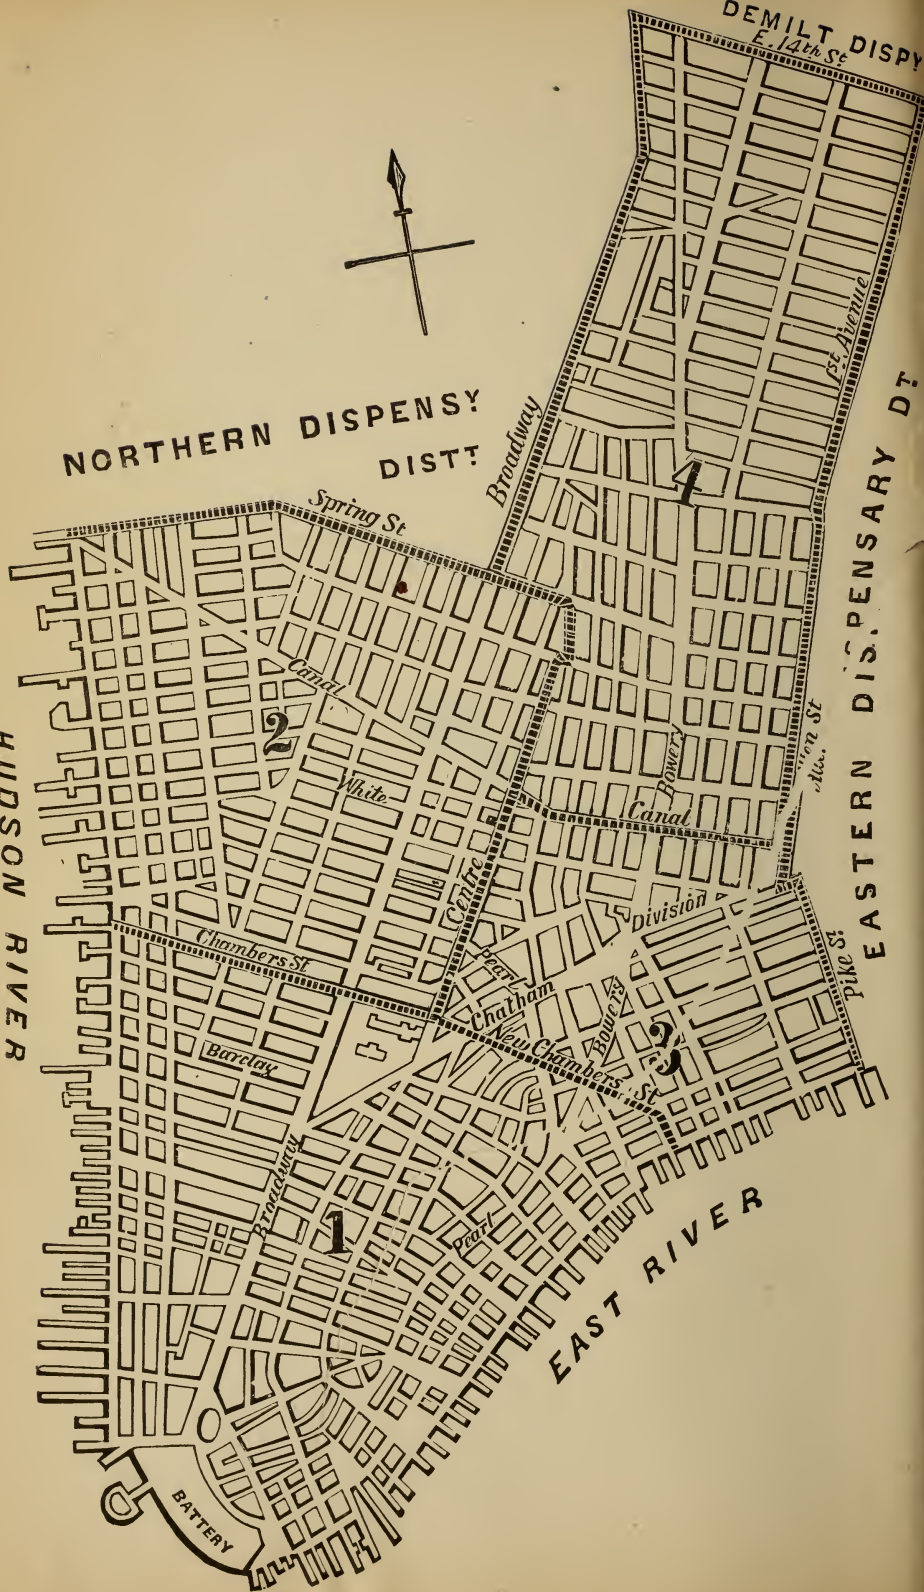 DEMILT DISPY
E. 14th St
1st Avenue
NORTHERN DISPENSY
DISTT
Broadway
Spring St
4
EASTERN DISPENSARY DT
Canal
2
White
Bowery
Canal
HUDSON RIVER
Centre
Division
Chambers St
Pearl
Chatham
Pike St
Bowery
3
New Chambers St
Barclay
Broadway
1
Pearl
EAST RIVER
BATTERY